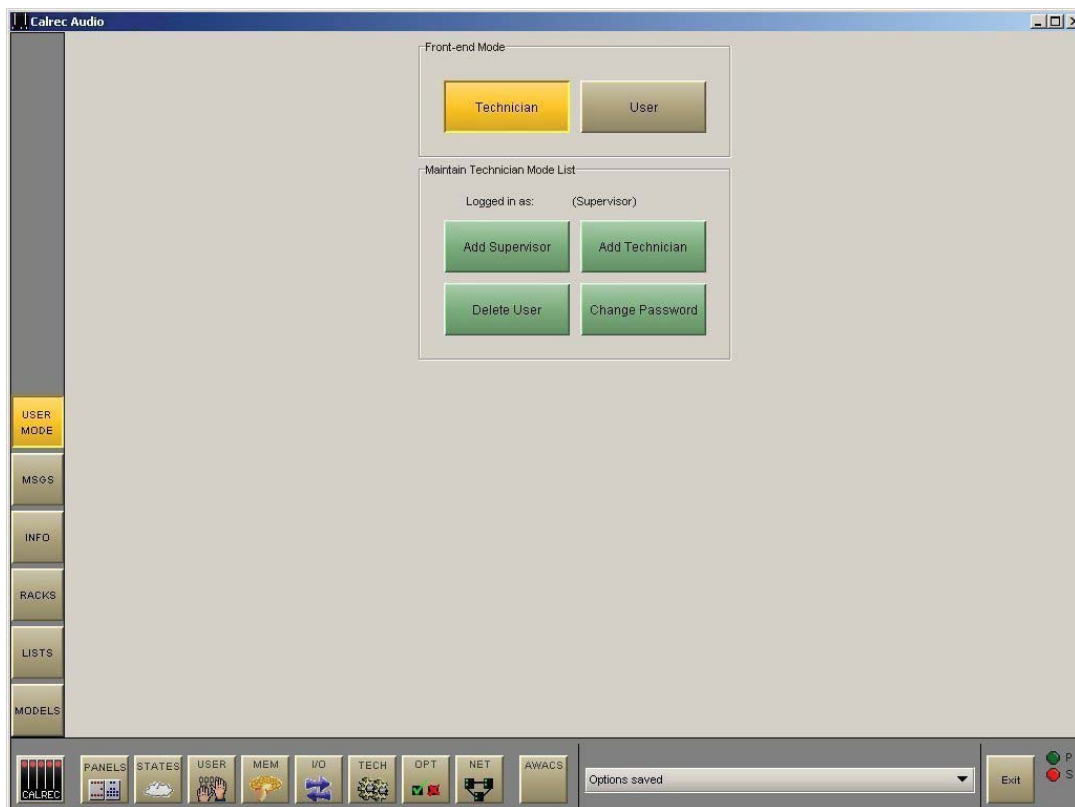 Calrec Audio
Front-end Mode
Technician
User
Maintain Technician Mode List
Logged in as: (Supervisor)
Add Supervisor
Add Technician
Delete User
Change Password
USER
MODE
MSGS
INFO
RACKS
LISTS
MODELS
CALREC
PANELS
STATES
USER
MEM
I/O
TECH
OPT
NET
AWACS
Options saved
Exit
P
S